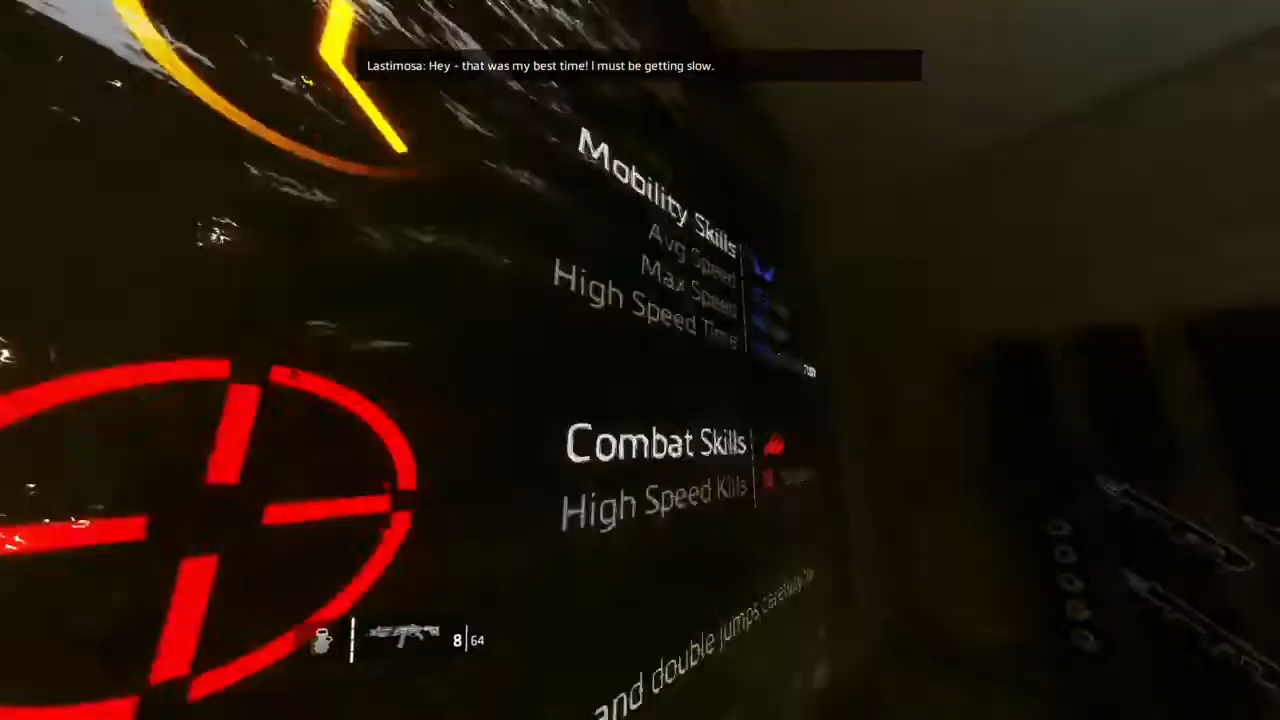 Lastimosa: Hey - that was my best time! I must be getting slow.
Mobility Skills
Avg Speed
Max Speed
High Speed Time
Combat Skills
High Speed Kills
and double jumps carefully
8|64